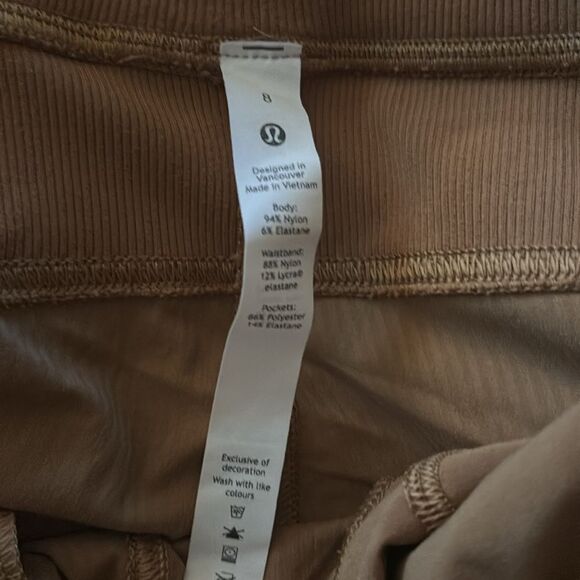 8
Designed in
Vancouver
Made in Vietnam
Body:
94% Nylon
6% Elastane
Waistband:
88% Nylon
12% Lycra®
elastane
Pockets:
86% Polyester
14% Elastane
Exclusive of
decoration
Wash with like
colours